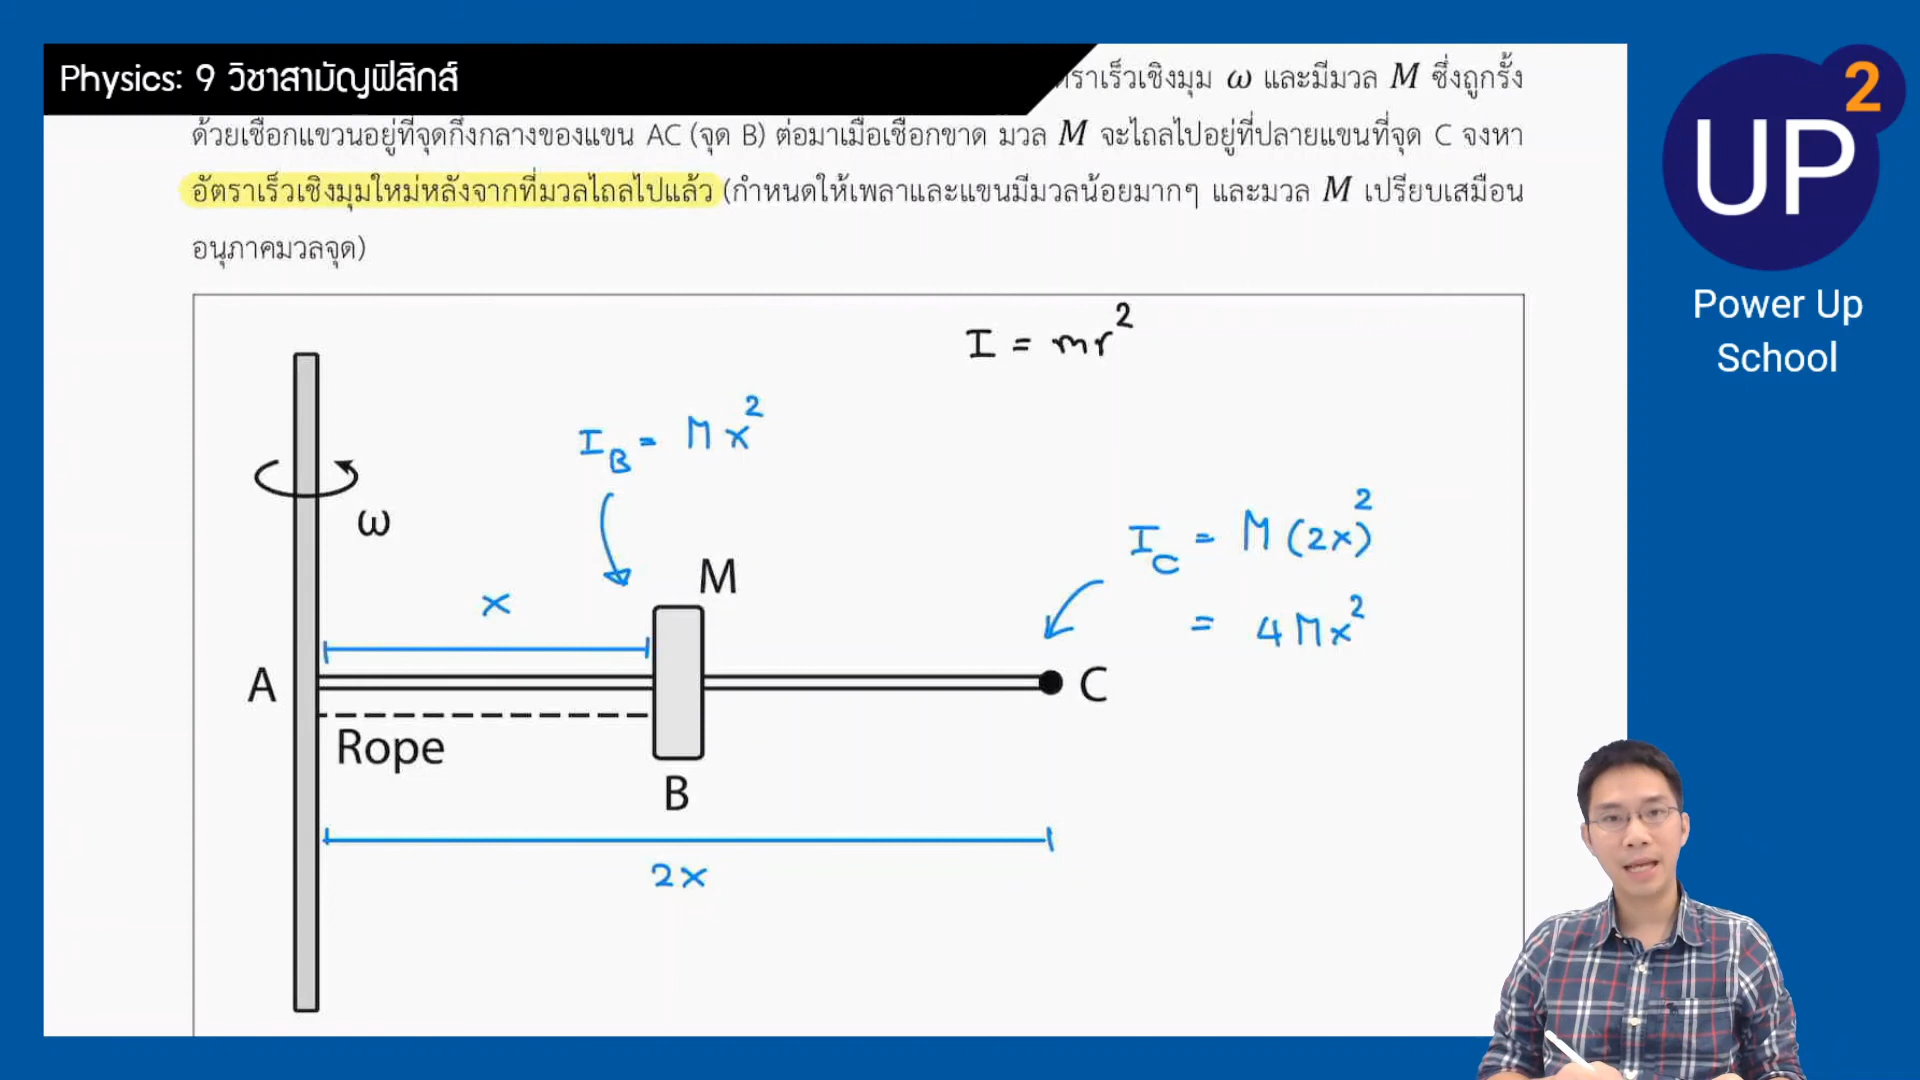 Physics: 9 วิชาสามัญฟิสิกส์
ราเร็วเชิงมุม ω และมีมวล M ซึ่งถูกรั้ง
ด้วยเชือกแขวนอยู่ที่จุดกึ่งกลางของแขน AC (จุด B) ต่อมาเมื่อเชือกขาด มวล M จะไถลไปอยู่ที่ปลายแขนที่จุด C จงหา
อัตราเร็วเชิงมุมใหม่หลังจากที่มวลไถลไปแล้ว (กำหนดให้เพลาและแขนมีมวลน้อยมากๆ และมวล M เปรียบเสมือน
อนุภาคมวลจุด)
UP2
Power Up
School
I = mr²
I_B = Mx²
ω
I_C = M(2x)²
= 4Mx²
M
x
A
C
Rope
B
2x